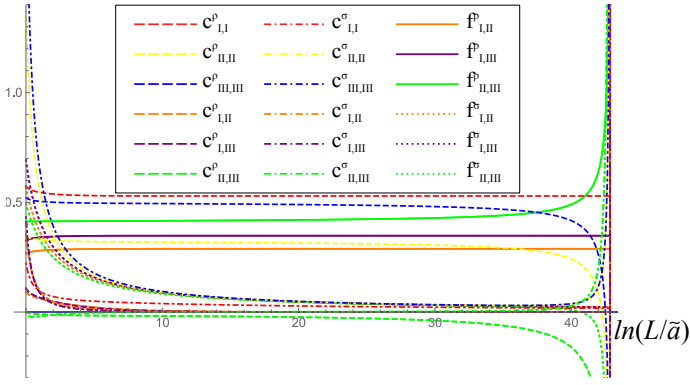 c^ρ_I,I c^σ_I,I f^ρ_I,II
c^ρ_II,II c^σ_II,II f^ρ_I,III
c^ρ_III,III c^σ_III,III f^ρ_II,III
c^ρ_I,II c^σ_I,II f^σ_I,II
c^ρ_I,III c^σ_I,III f^σ_I,III
c^ρ_II,III c^σ_II,III f^σ_II,III
1.0
0.5
10 20 30 40
ln(L/ã)